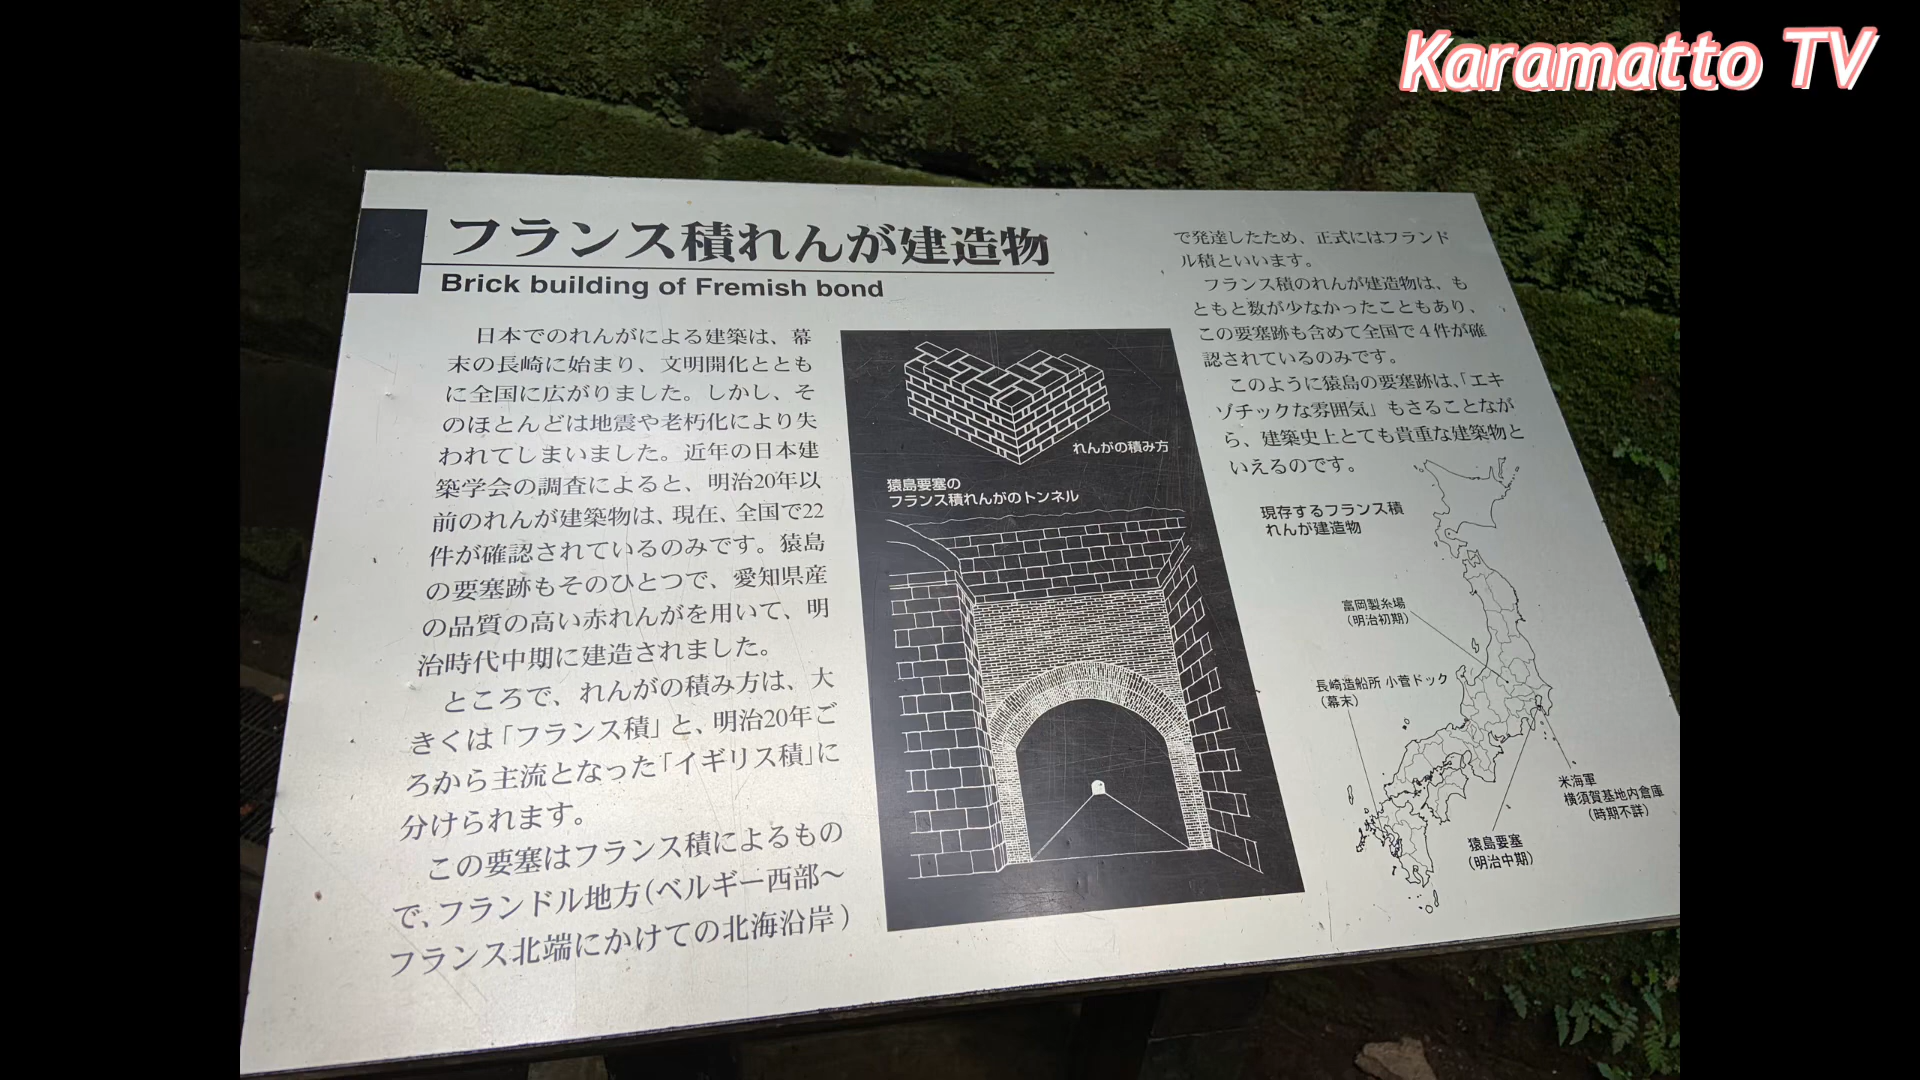 Karamatto TV
フランス積れんが建造物
Brick building of Fremish bond
日本でのれんがによる建築は、幕
末の長崎に始まり、文明開化ととも
に全国に広がりました。しかし、そ
のほとんどは地震や老朽化により失
われてしまいました。近年の日本建
築学会の調査によると、明治20年以
前のれんが建築物は、現在、全国で22
件が確認されているのみです。猿島
の要塞跡もそのひとつで、愛知県産
の品質の高い赤れんがを用いて、明
治時代中期に建造されました。
ところで、れんがの積み方は、大
きくは「フランス積」と、明治20年ご
ろから主流となった「イギリス積」に
分けられます。
この要塞はフランス積によるもの
で、フランドル地方(ベルギー西部〜
フランス北端にかけての北海沿岸)
れんがの積み方
猿島要塞の
フランス積れんがのトンネル
で発達したため、正式にはフランド
ル積といいます。
フランス積のれんが建造物は、も
ともと数が少なかったこともあり、
この要塞跡も含めて全国で4件が確
認されているのみです。
このように猿島の要塞跡は、「エキ
ゾチックな雰囲気」もさることなが
ら、建築史上とても貴重な建築物と
いえるのです。
現存するフランス積
れんが建造物
富岡製糸場
(明治初期)
長崎造船所 小菅ドック
(幕末)
米海軍
横須賀基地内倉庫
(時期不詳)
猿島要塞
(明治中期)